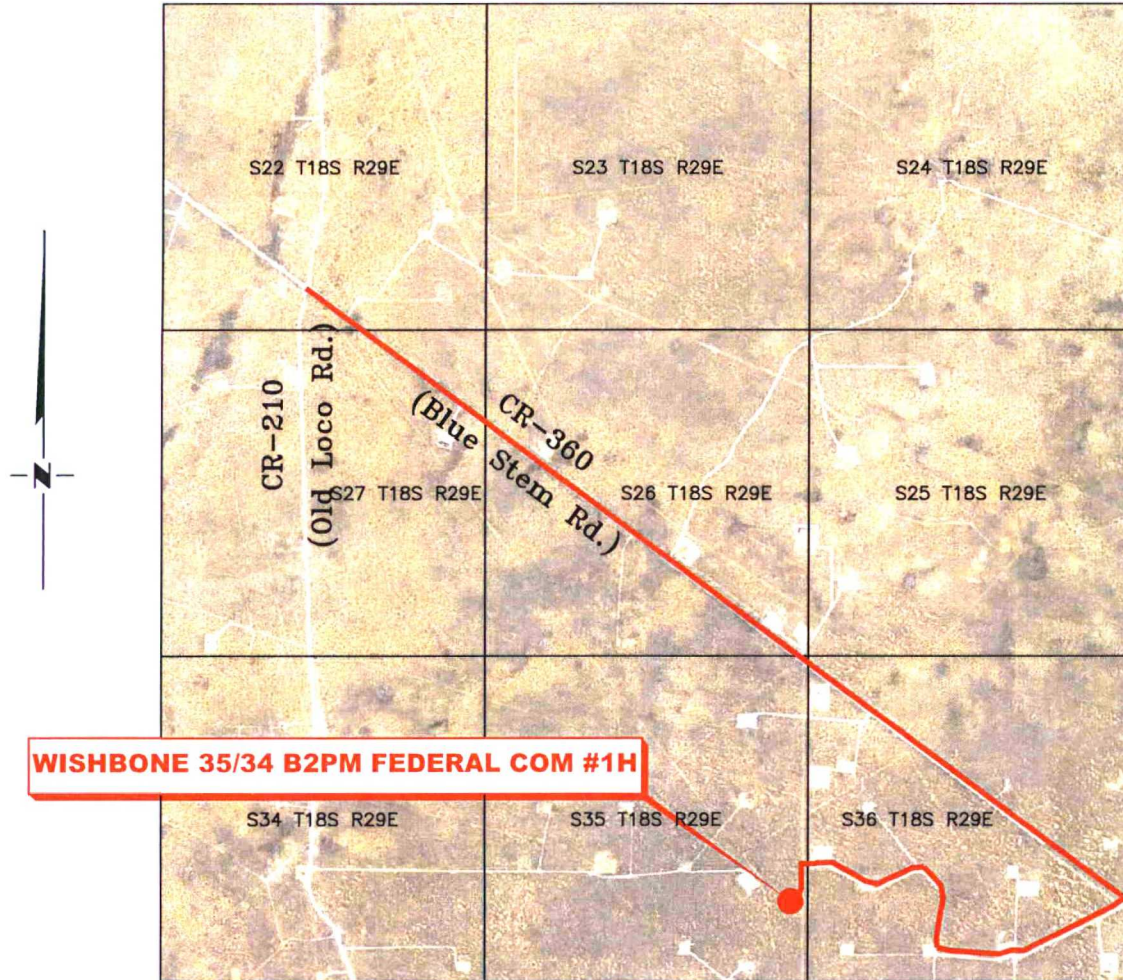 S22 T18S R29E
S23 T18S R29E
S24 T18S R29E
CR-210
(Old Loco Rd.)
CR-360
(Blue Stem Rd.)
S27 T18S R29E
S26 T18S R29E
S25 T18S R29E
N
WISHBONE 35/34 B2PM FEDERAL COM #1H
S34 T18S R29E
S35 T18S R29E
S36 T18S R29E